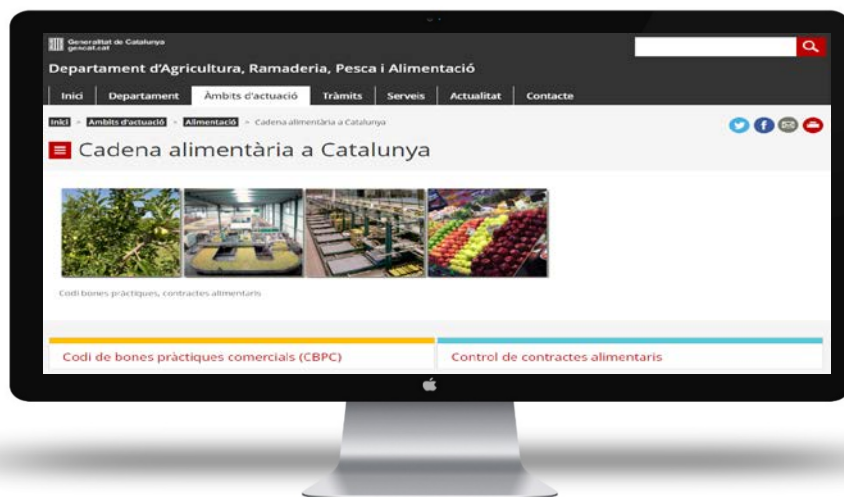 Generalitat de Catalunya
gencat.cat
Departament d'Agricultura, Ramaderia, Pesca i Alimentació
Inici Departament Àmbits d'actuació Tràmits Serveis Actualitat Contacte
Inici > Àmbits d'actuació > Alimentació > Cadena alimentària a Catalunya
Cadena alimentària a Catalunya
Codi bones pràctiques, contractes alimentaris
Codi de bones pràctiques comercials (CBPC) Control de contractes alimentaris